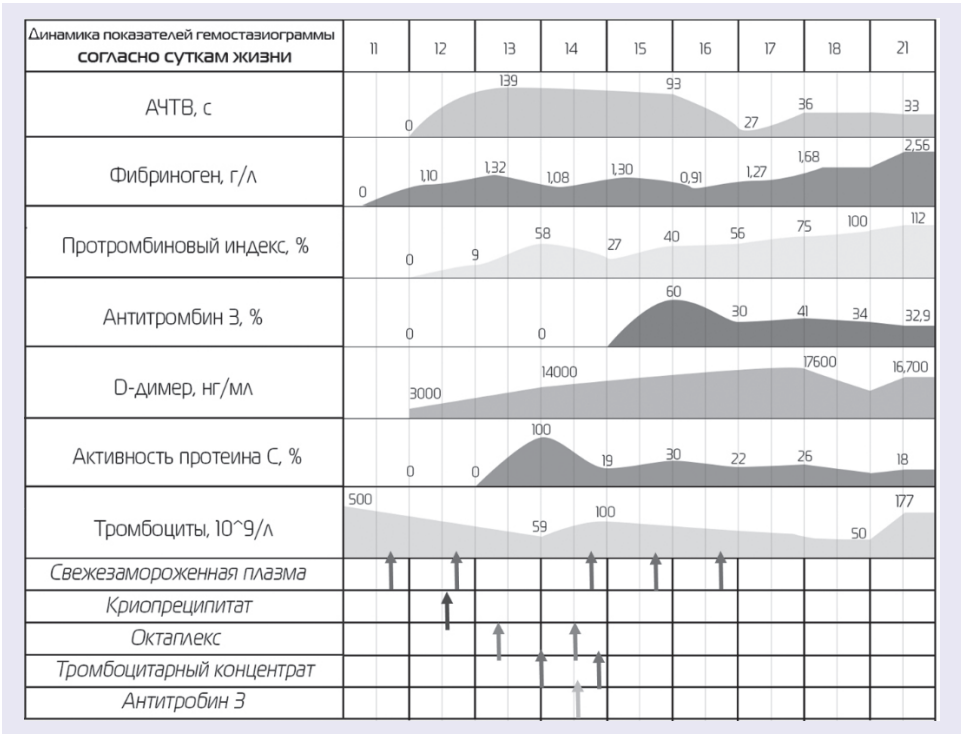 Динамика показателей гемостазиограммы
согласно суткам жизни
11 12 13 14 15 16 17 18 21
АЧТВ, с
0 139 93 27 36 33
Фибриноген, г/л
0 1,10 1,32 1,08 1,30 0,91 1,27 1,68 2,56
Протромбиновый индекс, %
0 9 58 27 40 56 75 100 112
Антитромбин 3, %
0 0 60 30 41 34 32,9
D-димер, нг/мл
3000 14000 17600 16,700
Активность протеина С, %
0 0 100 19 30 22 26 18
Тромбоциты, 10^9/л
500 59 100 50 177
Свежезамороженная плазма
Криопреципитат
Октаплекс
Тромбоцитарный концентрат
Антитробин 3